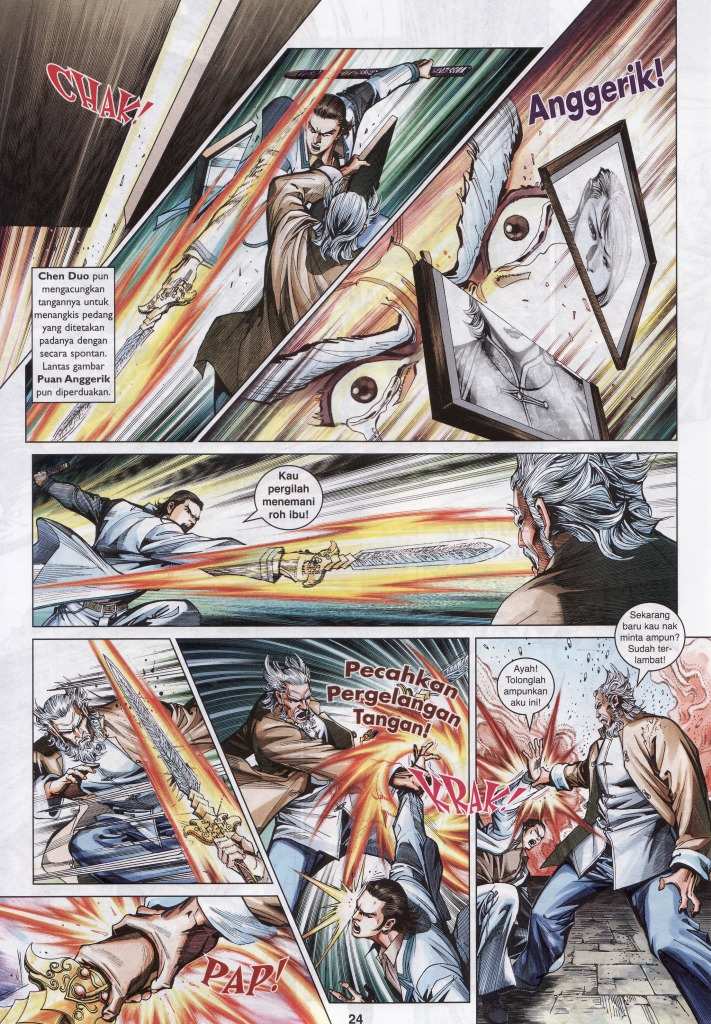 CHAK!
Anggerik!
Chen Duo pun
mengacungkan
tangannya untuk
menangkis pedang
yang ditetakan
padanya dengan
secara spontan.
Lantas gambar
Puan Anggerik
pun diperduakan.
Kau
pergilah
menemani
roh ibu!
Pecahkan
Pergelangan
Tangan!
KRAK!
Ayah!
Tolonglah
ampunkan
aku ini!
Sekarang
baru kau nak
minta ampun?
Sudah ter-
lambat!
PAP!
24